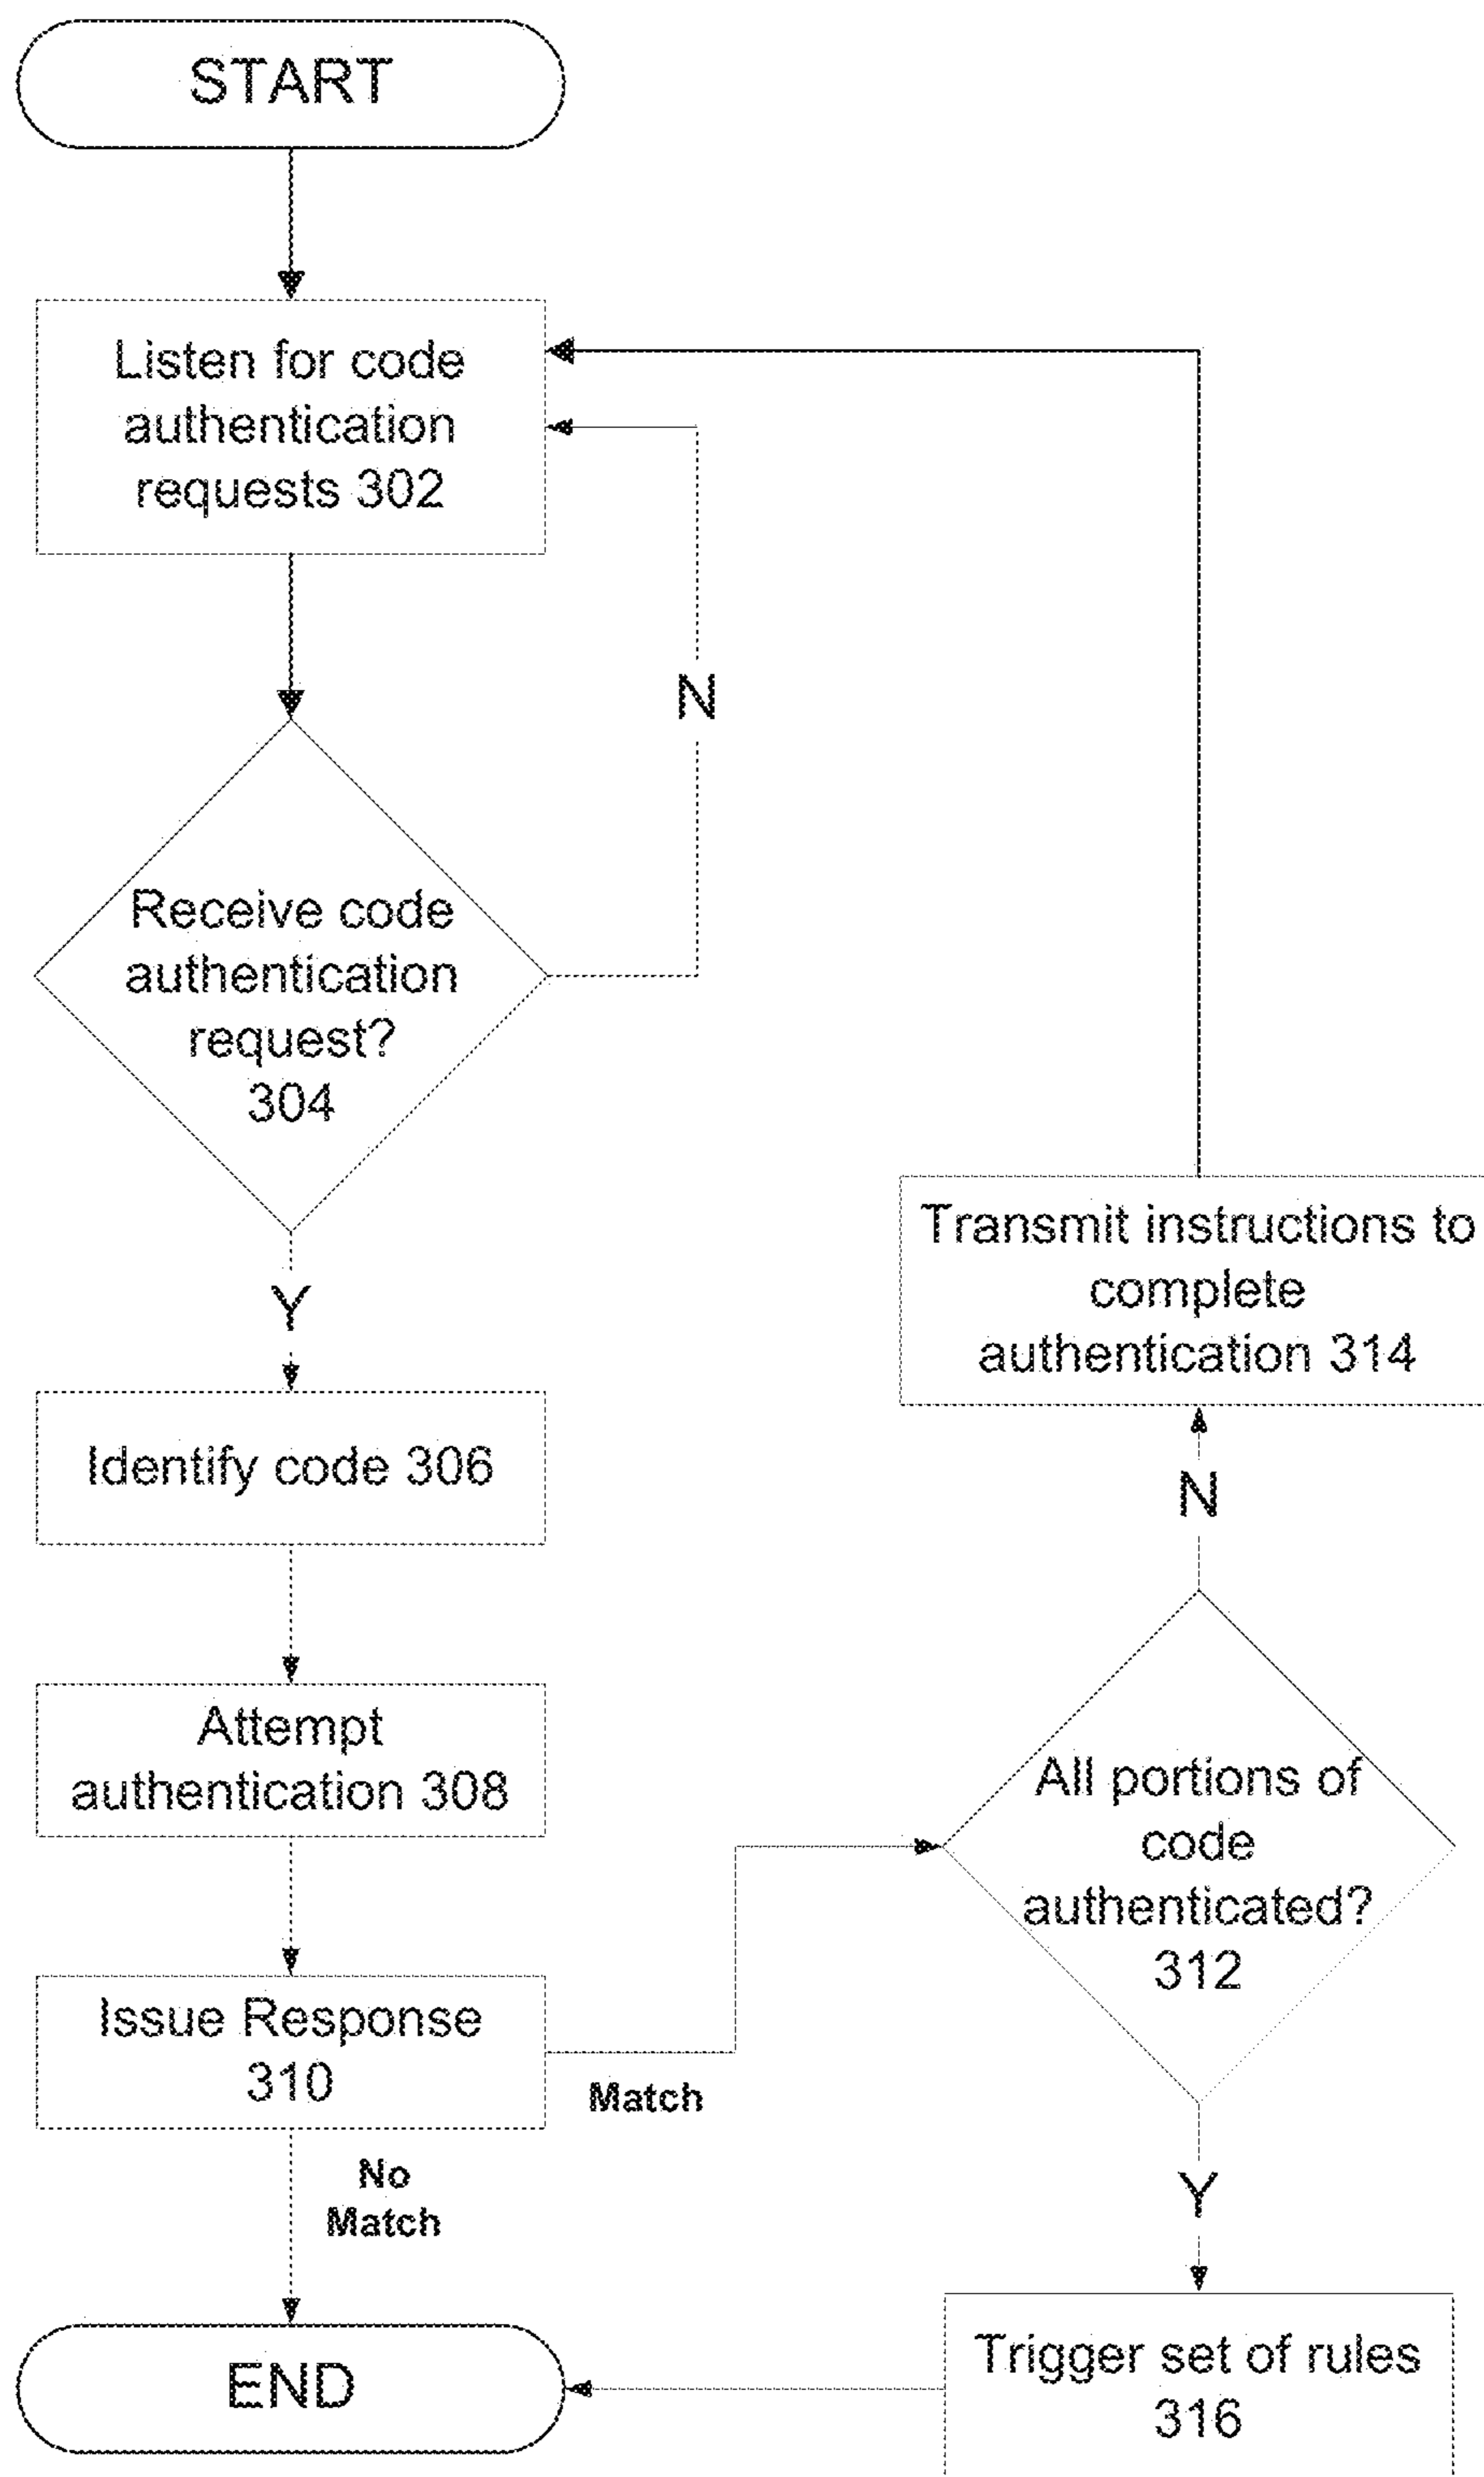 START
Listen for code
authentication
requests 302
N
Receive code
authentication
request?
304
Y
Identify code 306
Attempt
authentication 308
Issue Response
310
Match
No
Match
END
Transmit instructions to
complete
authentication 314
N
All portions of
code
authenticated?
312
Y
Trigger set of rules
316